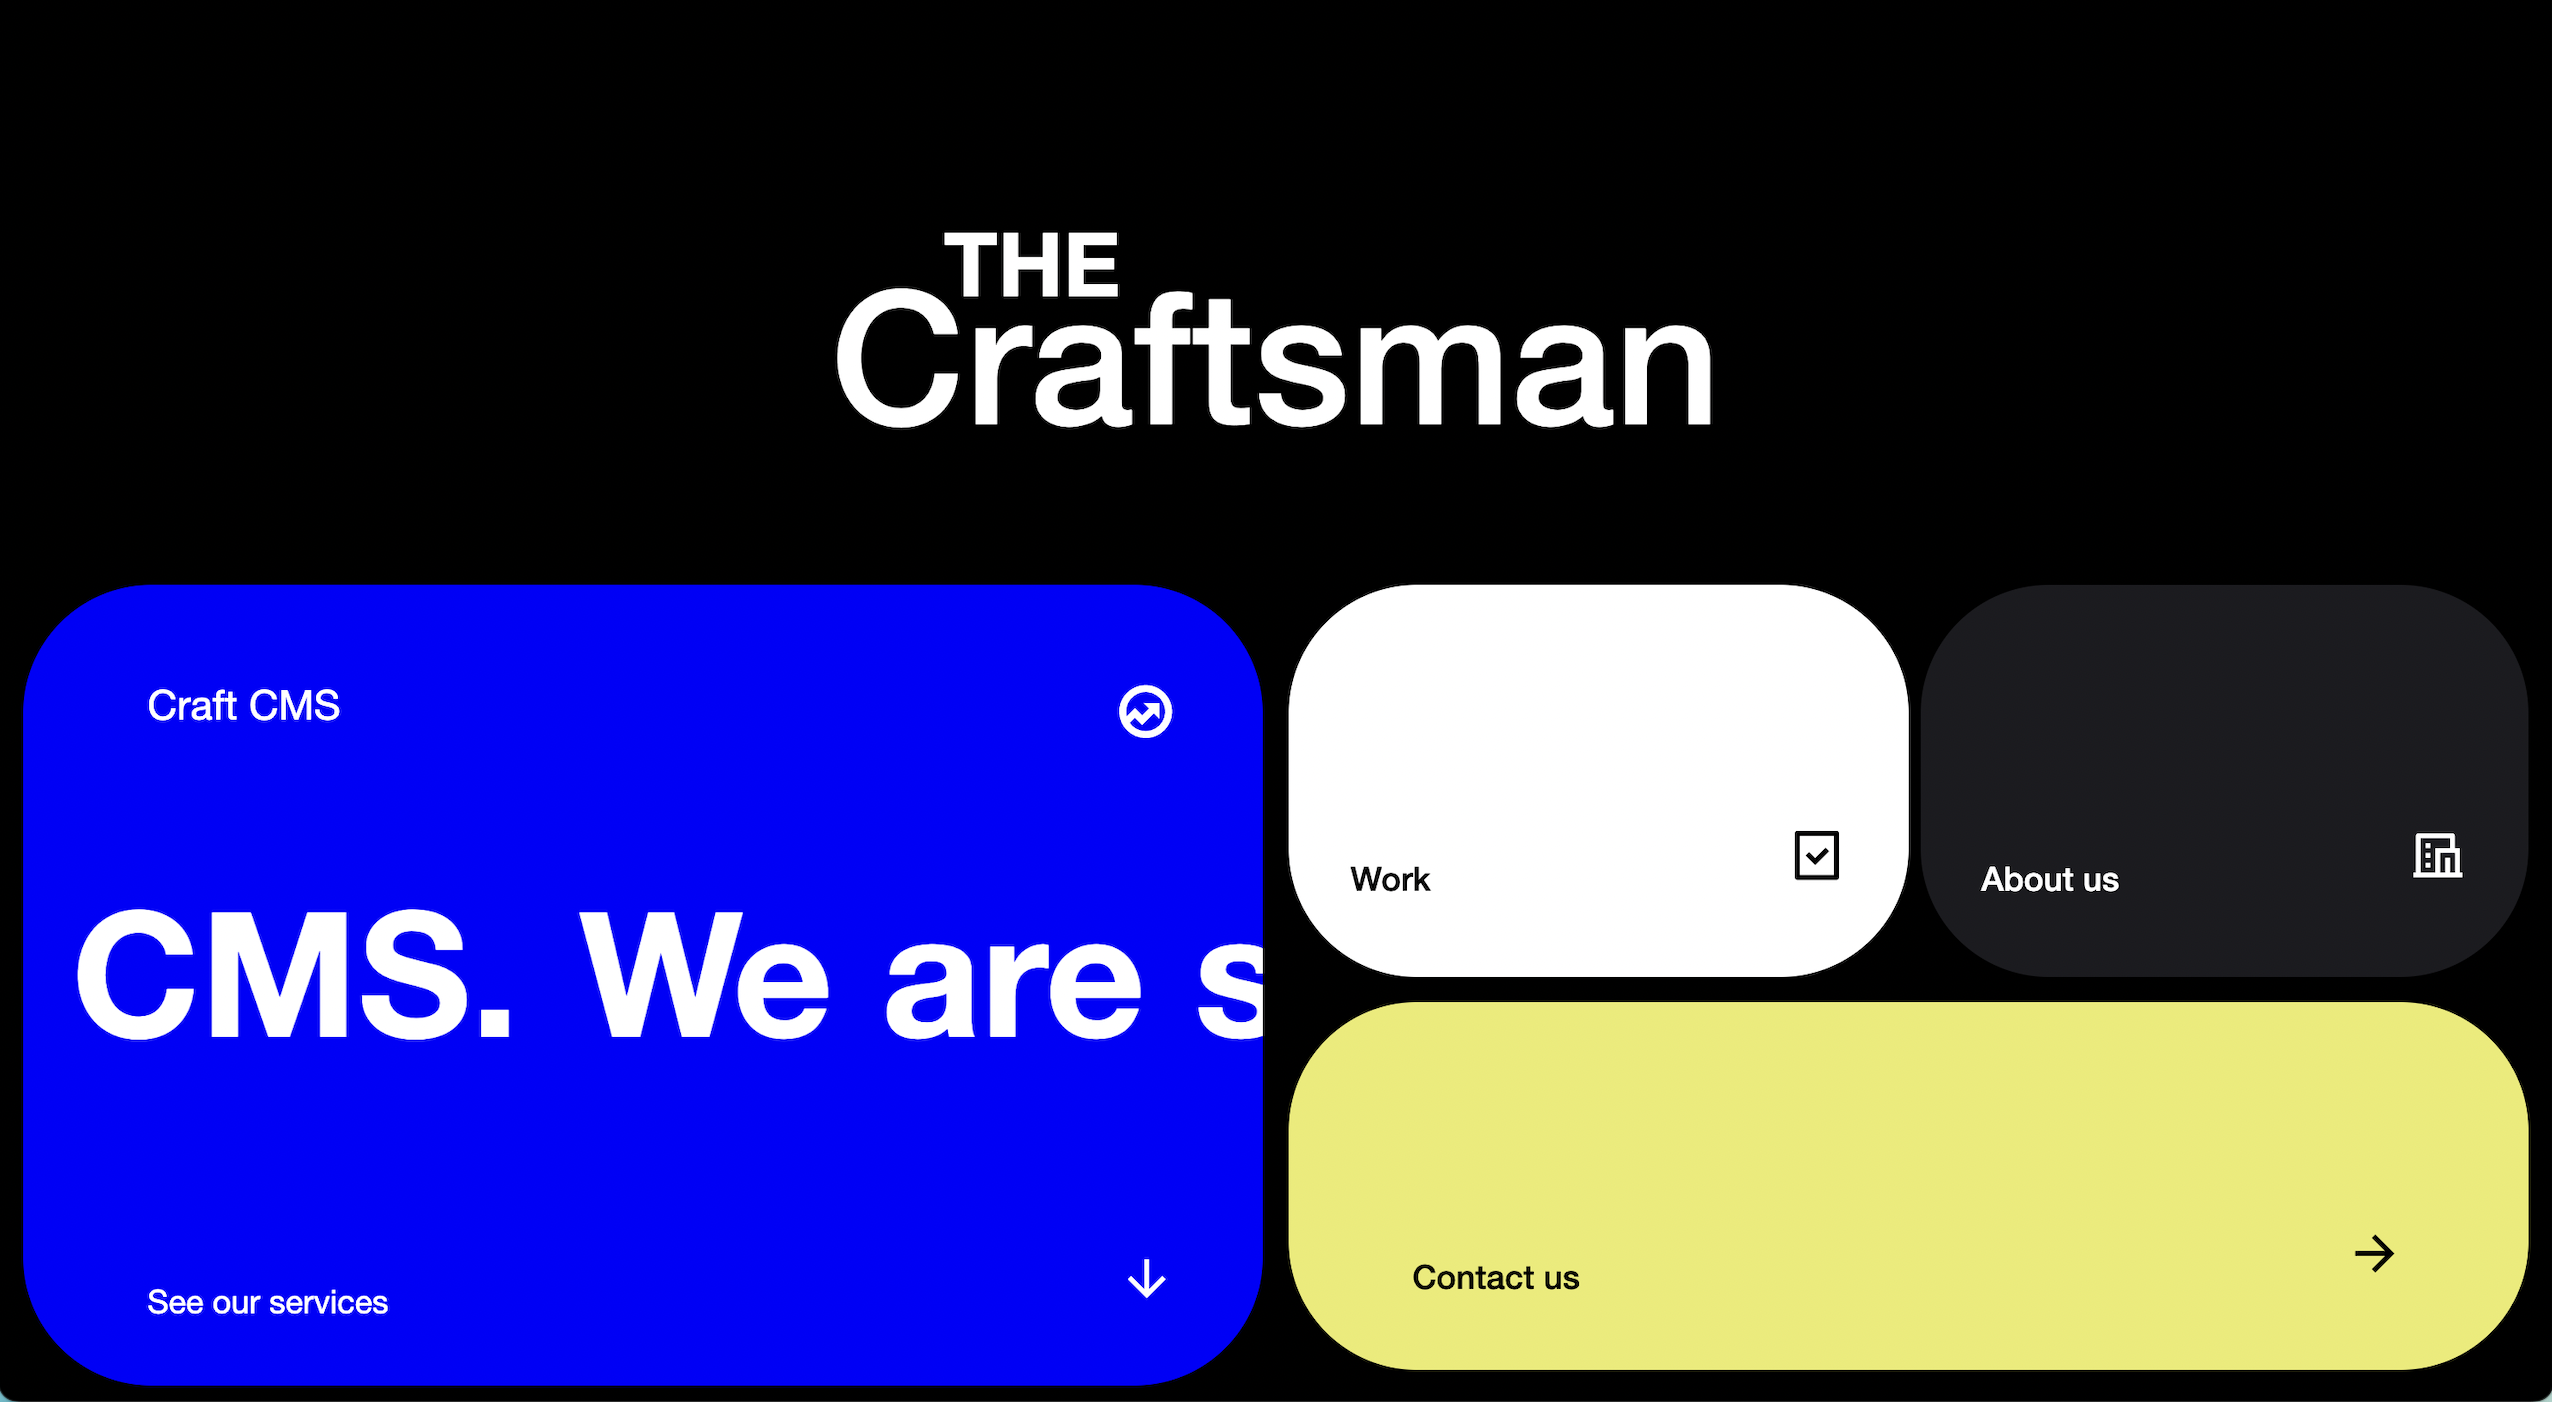 THE
Craftsman
Craft CMS
CMS. We are s
See our services
Work
About us
Contact us